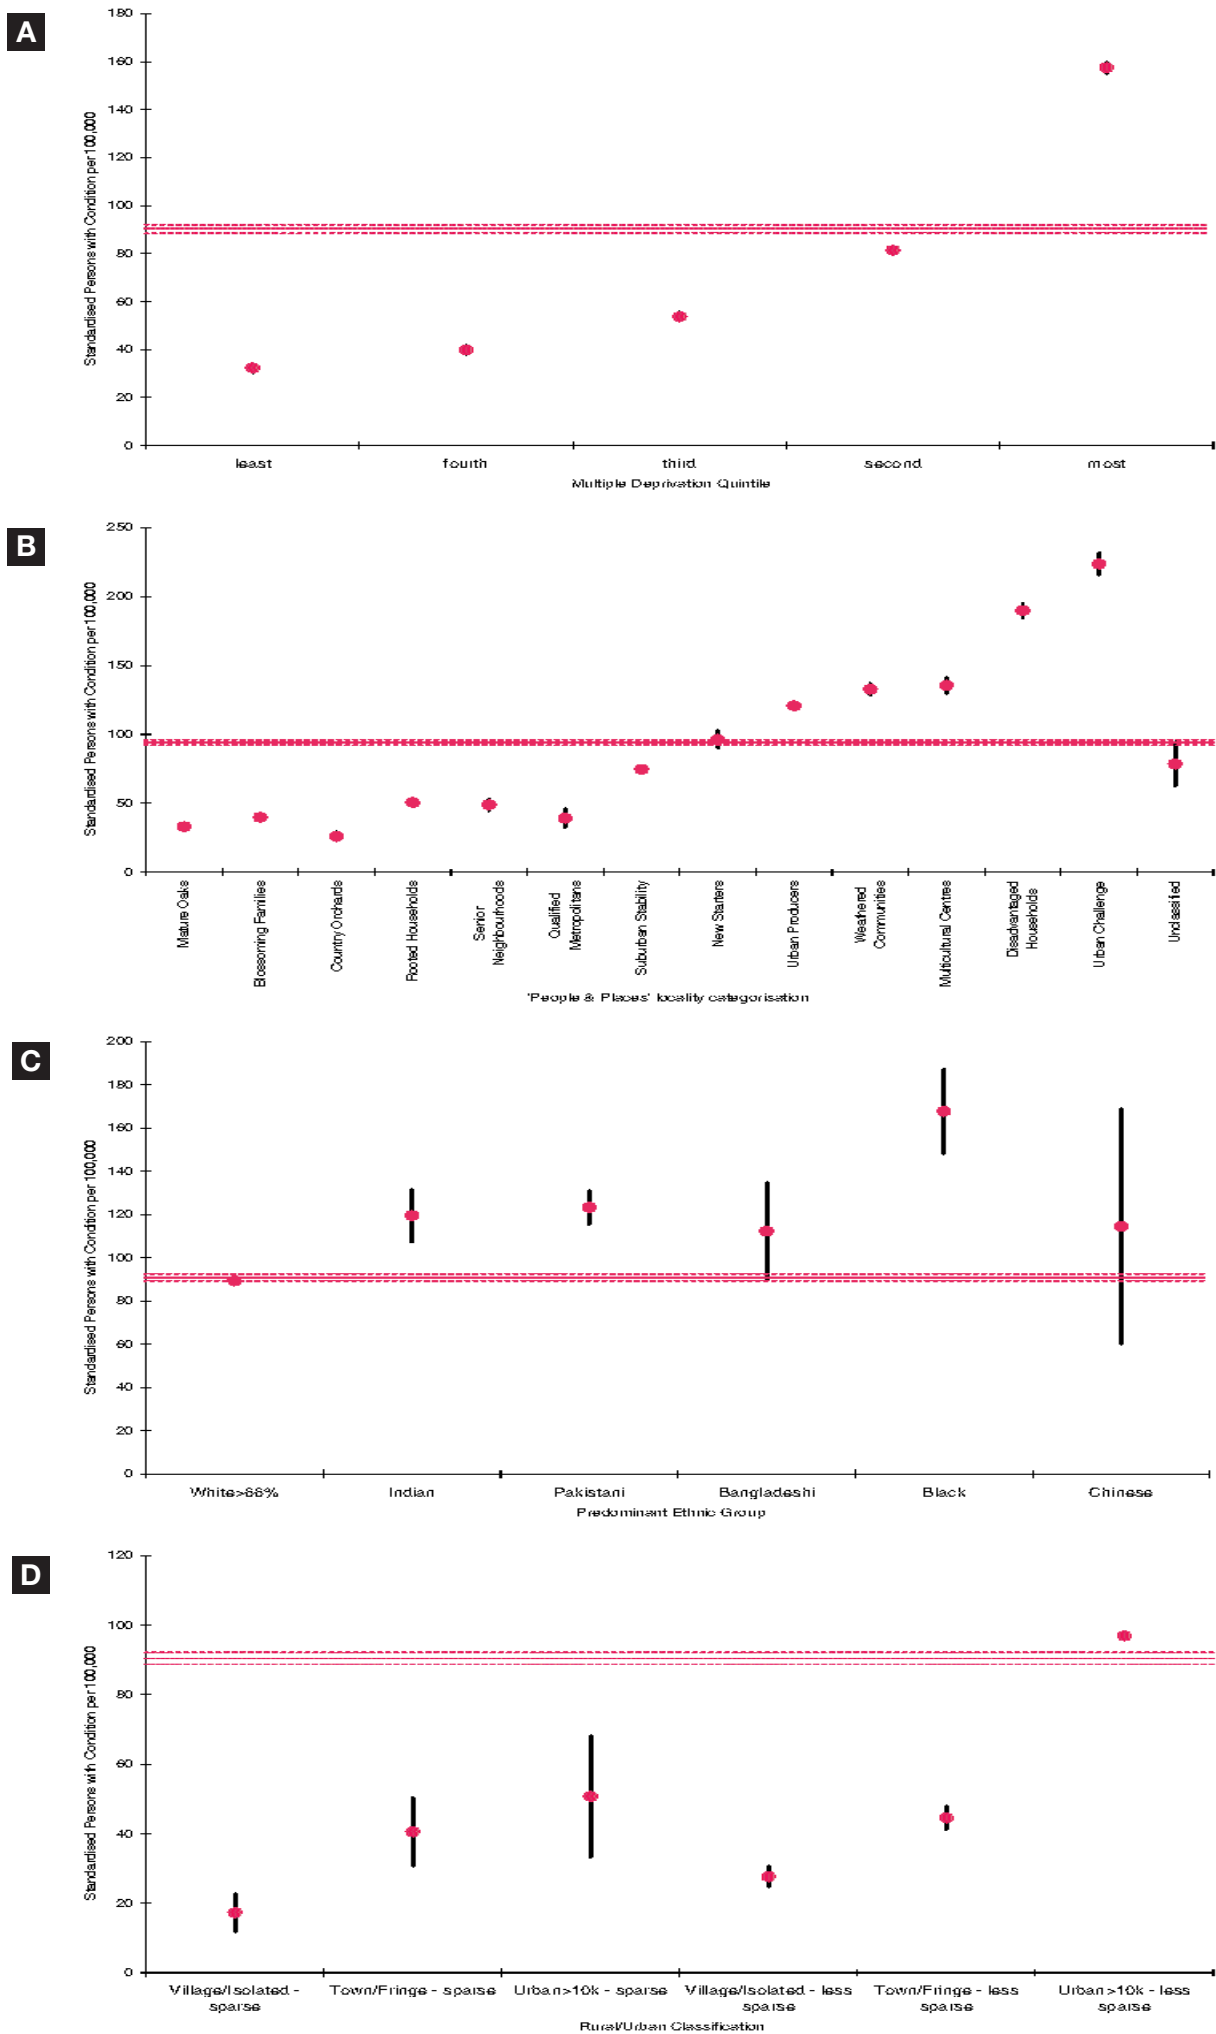 A
180
160
140
120
100
80
60
40
20
0
Standardised Persons with Condition per 100,000
least fourth third second most
Multiple Deprivation Quintile
B
250
200
150
100
50
0
Standardised Persons with Condition per 100,000
Mature Oaks
Blossoming Families
Country Orchards
Rooted Households
Senior
Neighbourhoods
Qualified
Metropolitans
Suburban Stability
New Starters
Urban Producers
Weathered
Communities
Multicultural Centres
Disadvantaged
Households
Urban Challenge
Unclassified
'People & Places' locality categorisation
C
200
180
160
140
120
100
80
60
40
20
0
Standardised Persons with Condition per 100,000
White>88% Indian Pakistani Bangladeshi Black Chinese
Predominant Ethnic Group
D
120
100
80
60
40
20
0
Standardised Persons with Condition per 100,000
Village/Isolated -
sparse
Town/Fringe - sparse
Urban>10k - sparse
Village/Isolated - less
sparse
Town/Fringe - less
sparse
Urban>10k - less
sparse
Rural/Urban Classification